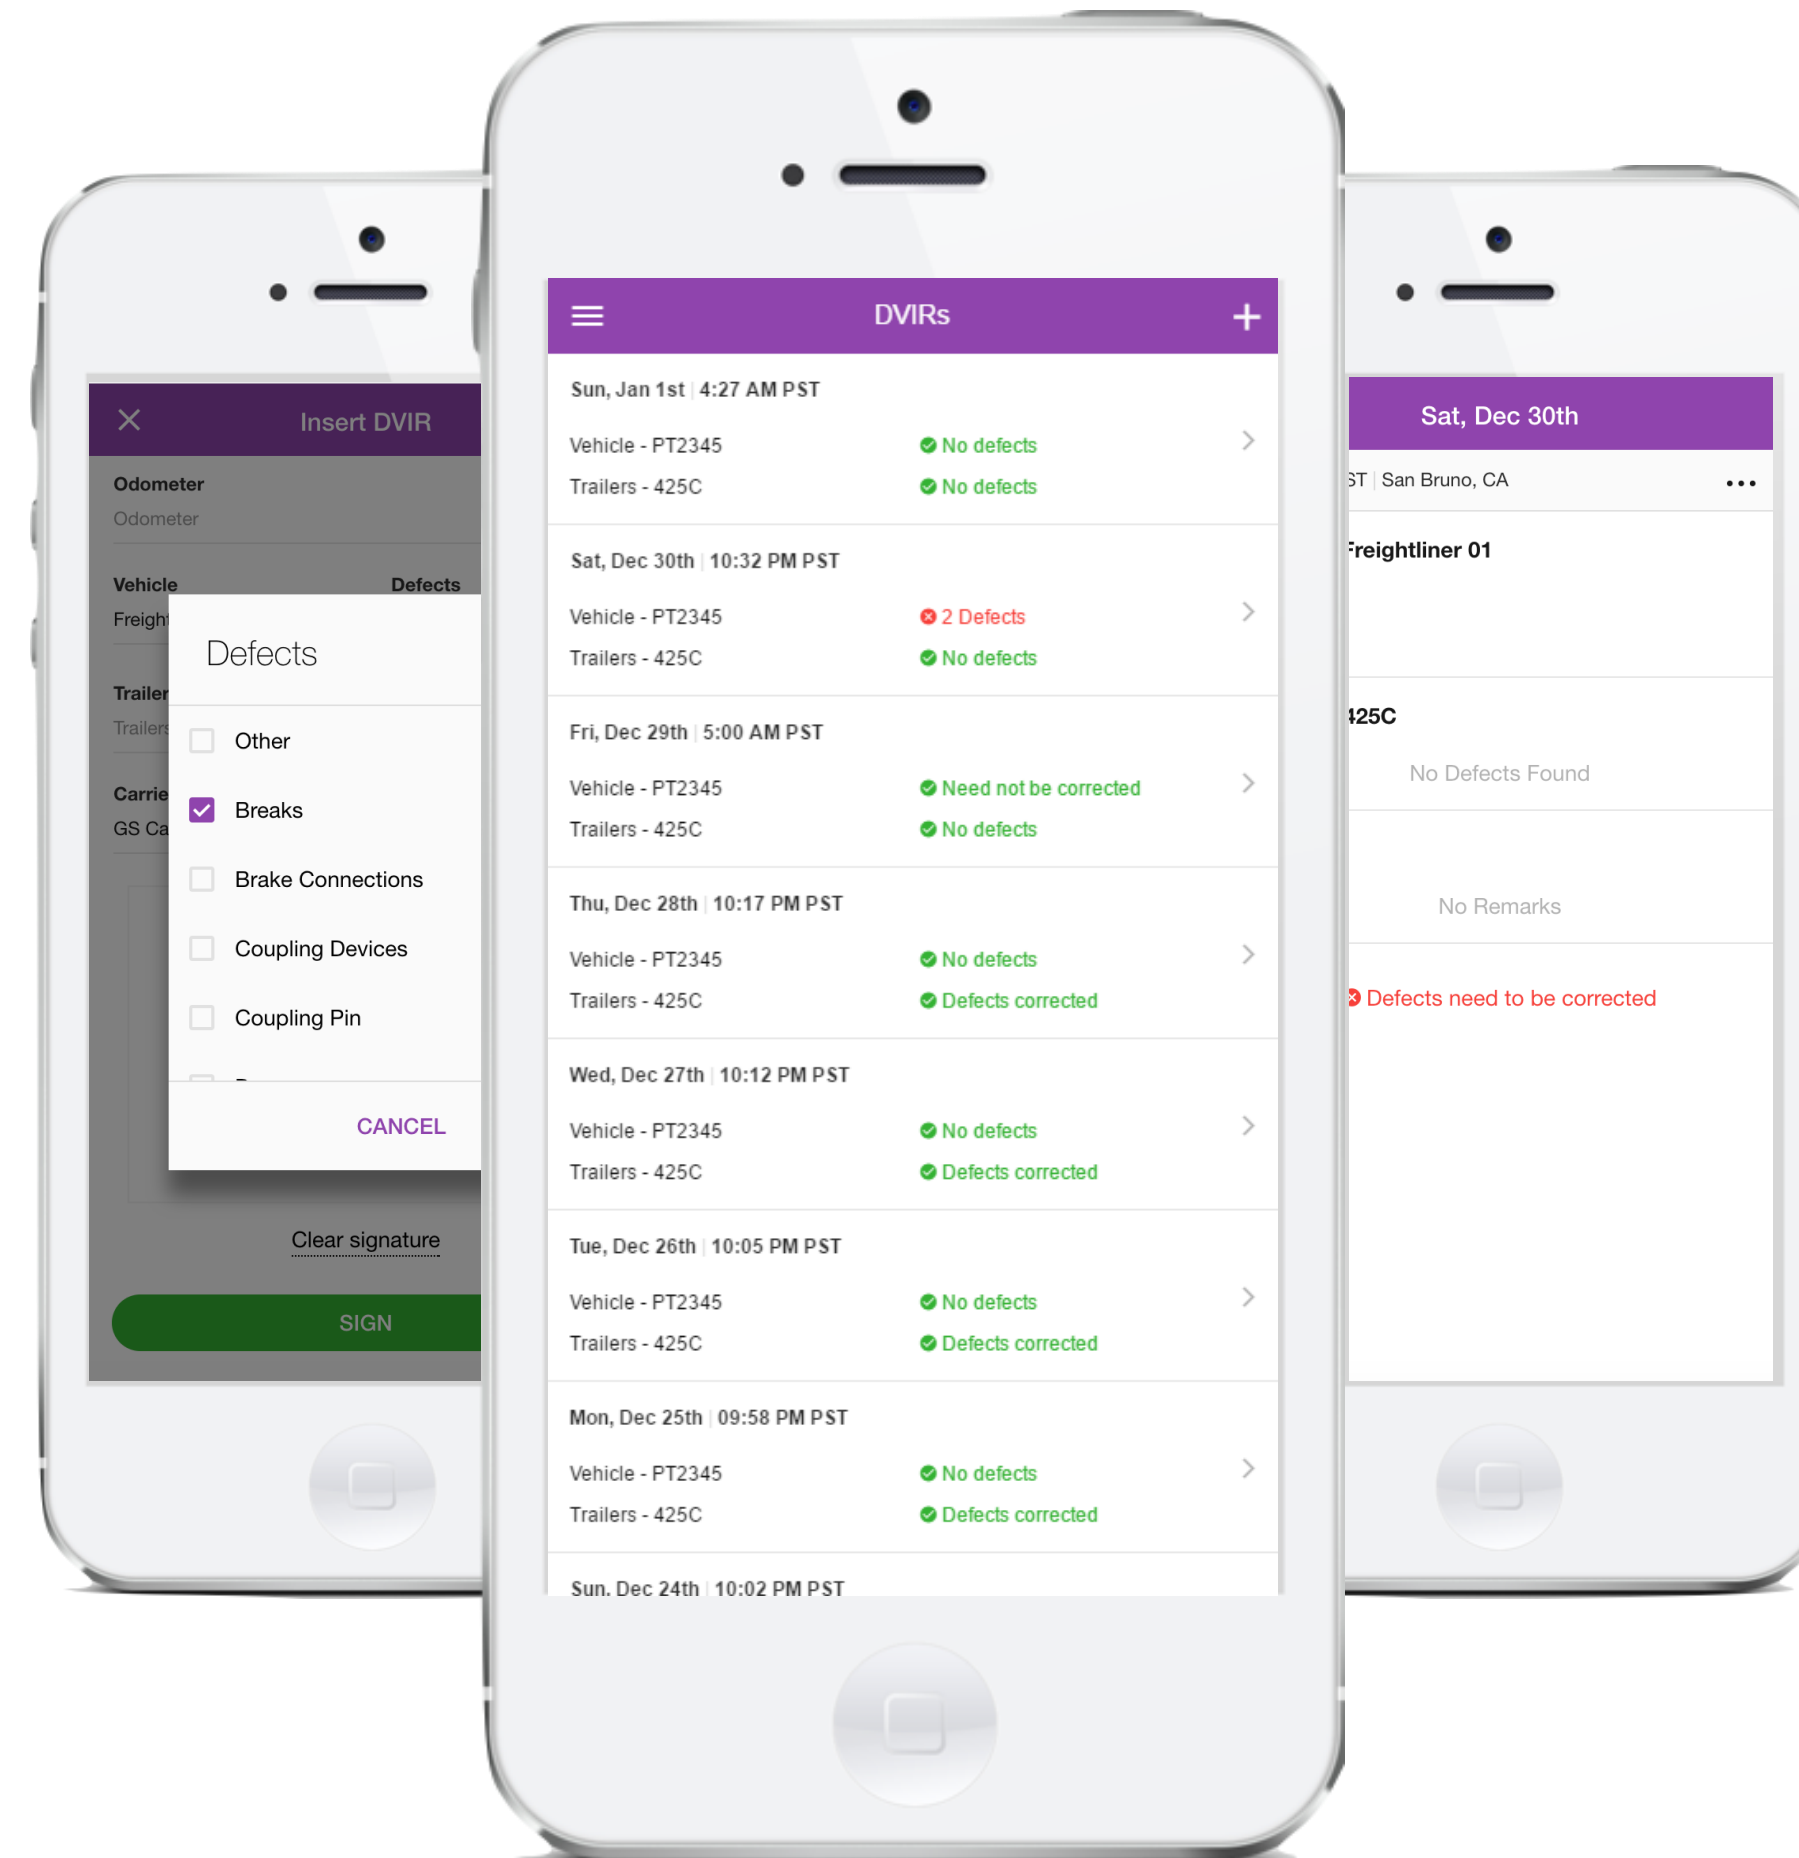 Insert DVIR
Odometer
Odometer
Vehicle Defects
Freigh
Defects
Trailer
Trailers
Other
Carrie
Breaks
GS Ca
Brake Connections
Coupling Devices
Coupling Pin
CANCEL
Clear signature
SIGN
DVIRs
Sun, Jan 1st | 4:27 AM PST
Vehicle - PT2345 No defects
Trailers - 425C No defects
Sat, Dec 30th | 10:32 PM PST
Vehicle - PT2345 2 Defects
Trailers - 425C No defects
Fri, Dec 29th | 5:00 AM PST
Vehicle - PT2345 Need not be corrected
Trailers - 425C No defects
Thu, Dec 28th | 10:17 PM PST
Vehicle - PT2345 No defects
Trailers - 425C Defects corrected
Wed, Dec 27th | 10:12 PM PST
Vehicle - PT2345 No defects
Trailers - 425C Defects corrected
Tue, Dec 26th | 10:05 PM PST
Vehicle - PT2345 No defects
Trailers - 425C Defects corrected
Mon, Dec 25th | 09:58 PM PST
Vehicle - PT2345 No defects
Trailers - 425C Defects corrected
Sun, Dec 24th | 10:02 PM PST
Sat, Dec 30th
ST | San Bruno, CA
Freightliner 01
425C
No Defects Found
No Remarks
Defects need to be corrected